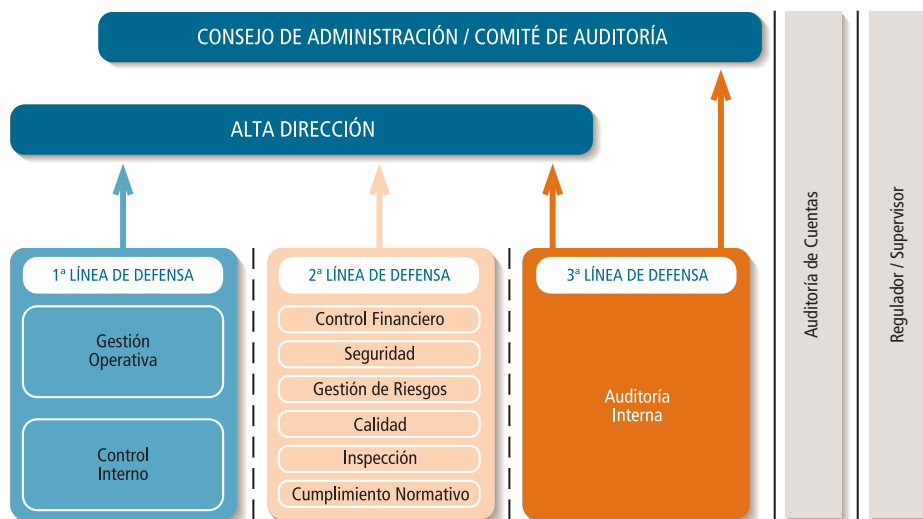 CONSEJO DE ADMINISTRACIÓN / COMITÉ DE AUDITORÍA
ALTA DIRECCIÓN
1ª LÍNEA DE DEFENSA
Gestión
Operativa
Control
Interno
2ª LÍNEA DE DEFENSA
Control Financiero
Seguridad
Gestión de Riesgos
Calidad
Inspección
Cumplimiento Normativo
3ª LÍNEA DE DEFENSA
Auditoría
Interna
Auditoría de Cuentas
Regulador / Supervisor